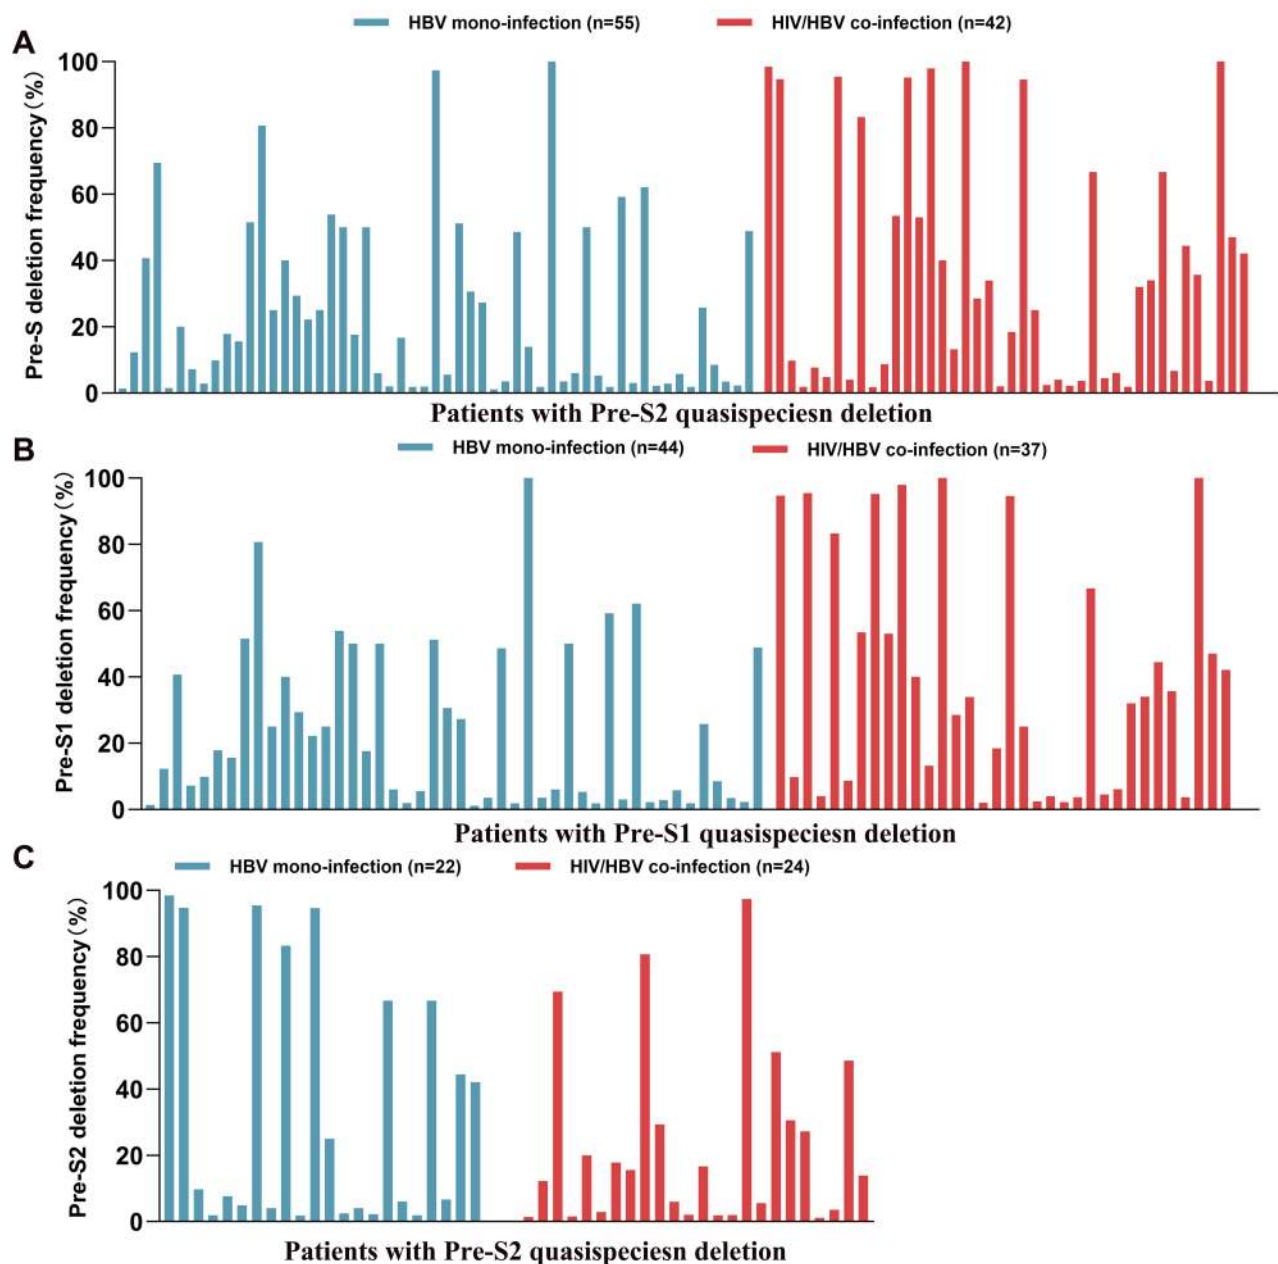 HBV mono-infection (n=55) HIV/HBV co-infection (n=42)
A
Pre-S deletion frequency (%)
100
80
60
40
20
0
Patients with Pre-S2 quasispeciesn deletion
B
HBV mono-infection (n=44) HIV/HBV co-infection (n=37)
Pre-S1 deletion frequency (%)
100
80
60
40
20
0
Patients with Pre-S1 quasispeciesn deletion
C
HBV mono-infection (n=22) HIV/HBV co-infection (n=24)
Pre-S2 deletion frequency (%)
100
80
60
40
20
0
Patients with Pre-S2 quasispeciesn deletion